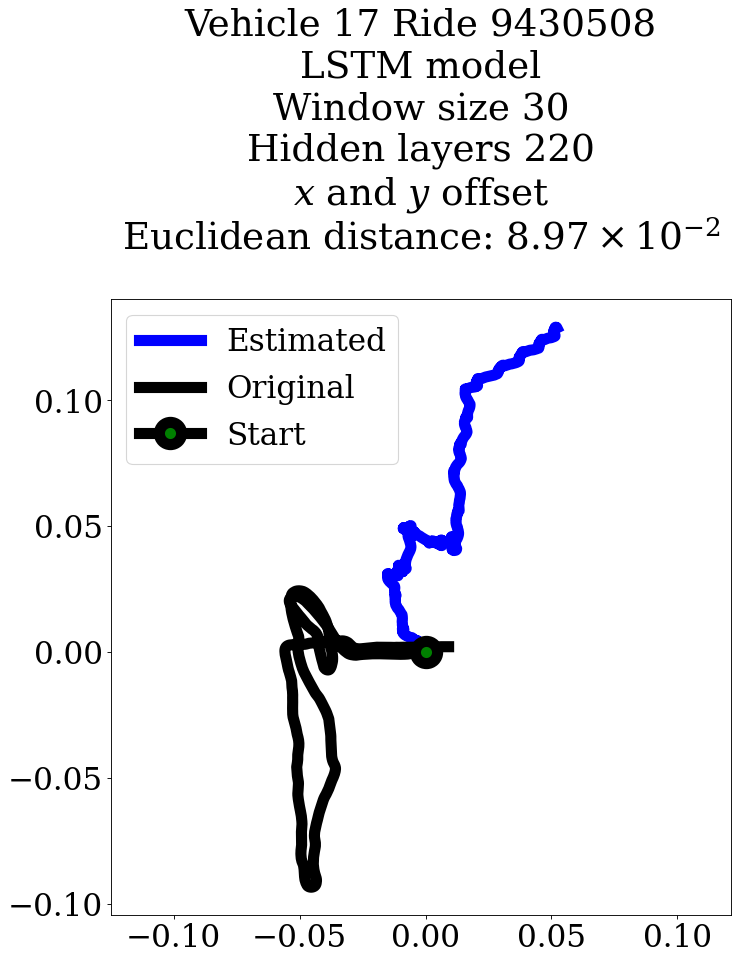 Vehicle 17 Ride 9430508
LSTM model
Window size 30
Hidden layers 220
x and y offset
Euclidean distance: 8.97 × 10⁻²
Estimated
Original
Start
0.10
0.05
0.00
−0.05
−0.10
−0.10 −0.05 0.00 0.05 0.10